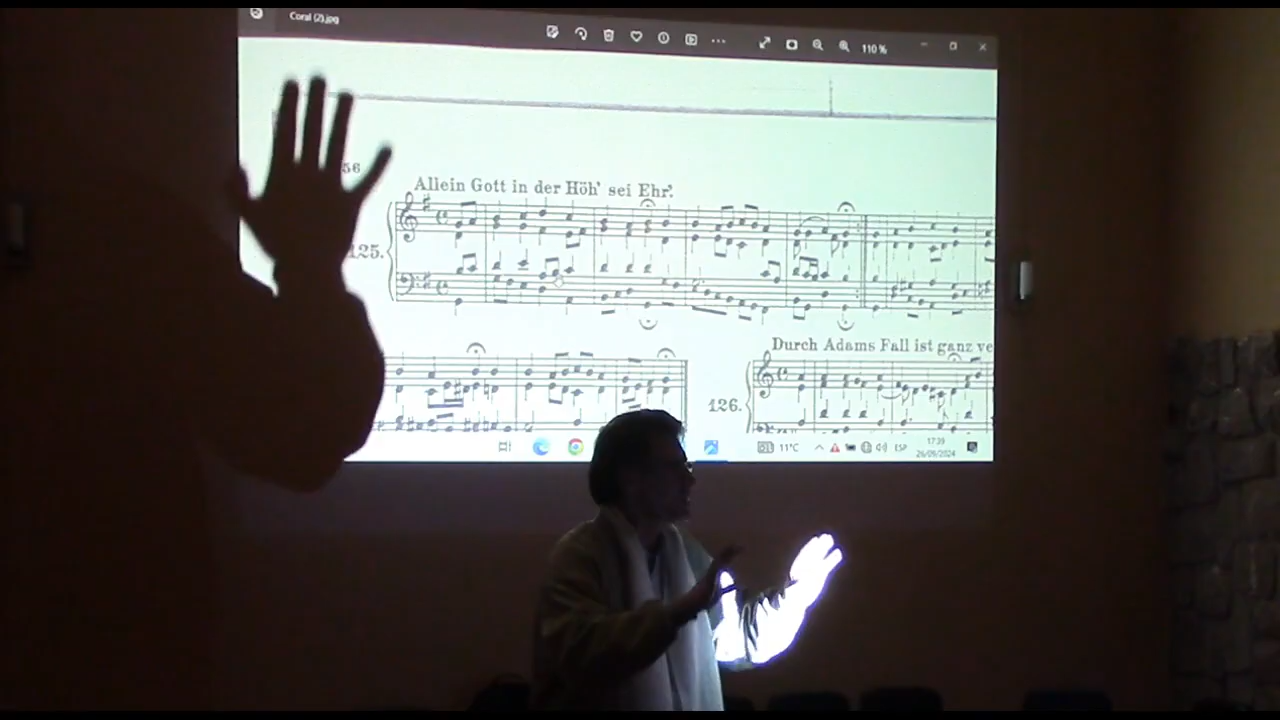 Coral (2).jpg
110 %
56
Allein Gott in der Höh' sei Ehr'.
125.
Durch Adams Fall ist ganz ve
126.
11°C
ESP
17:39
26/09/2024